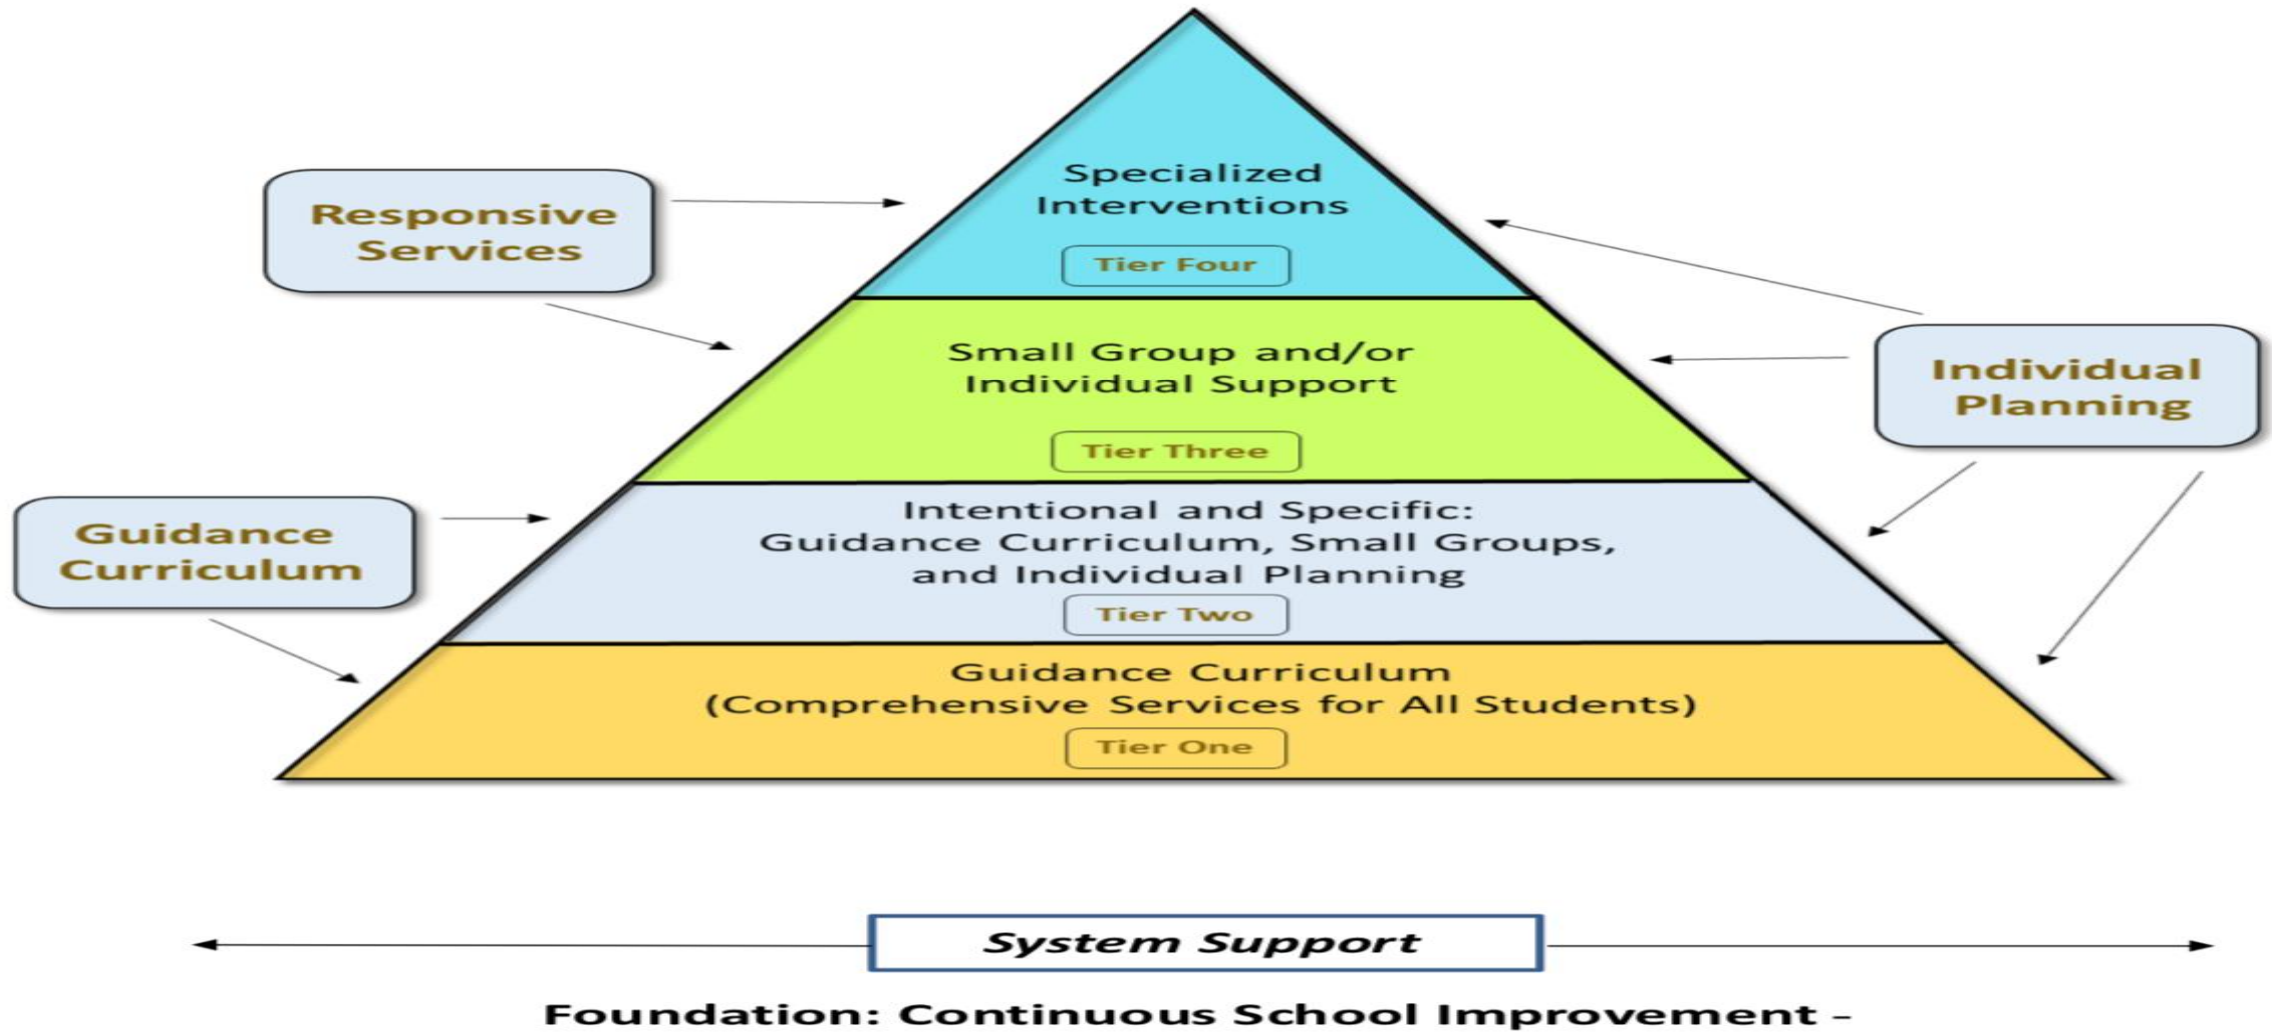 Specialized
Interventions
Tier Four
Responsive
Services
Small Group and/or
Individual Support
Tier Three
Individual
Planning
Intentional and Specific:
Guidance Curriculum, Small Groups,
and Individual Planning
Tier Two
Guidance
Curriculum
Guidance Curriculum
(Comprehensive Services for All Students)
Tier One
System Support
Foundation: Continuous School Improvement -